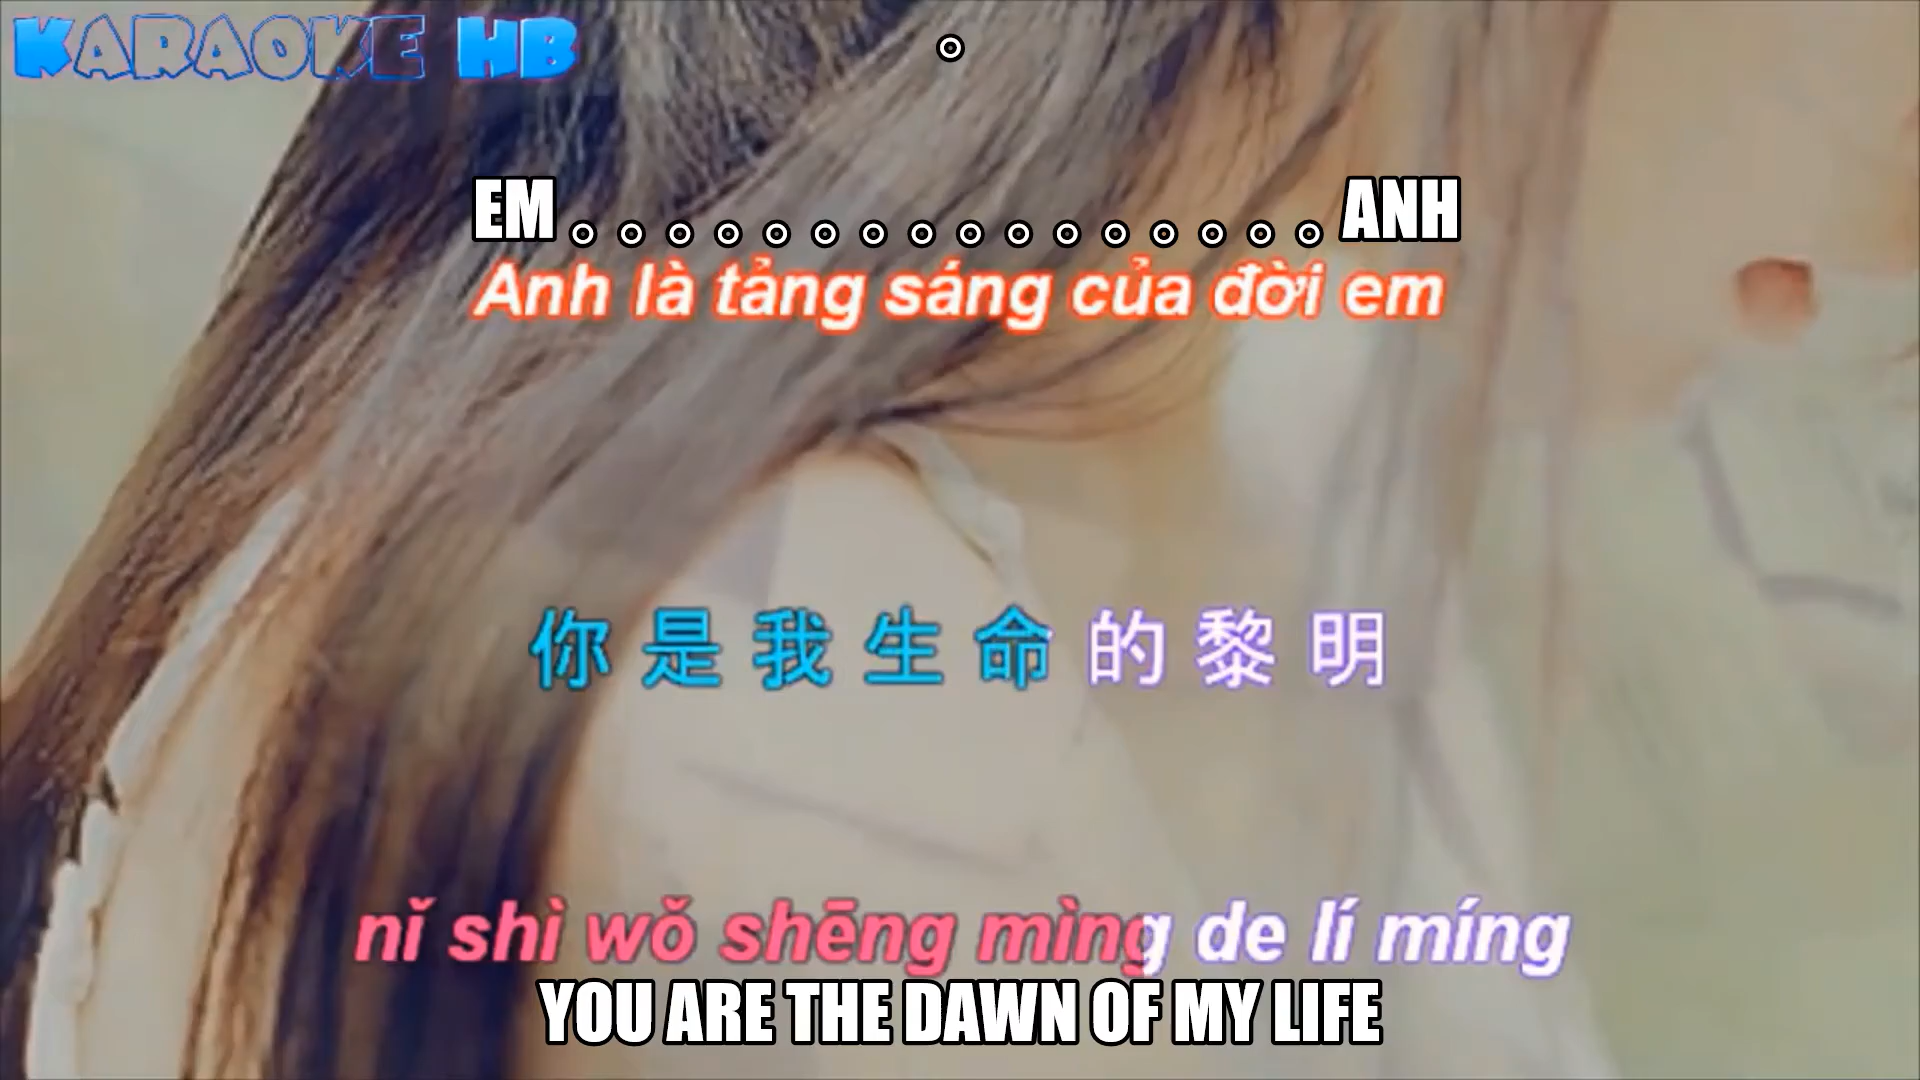 KARAOKE HB
EM . . . . . . . . . . . . . . . . ANH
Anh là tảng sáng của đời em
你是我生命的黎明
nǐ shì wǒ shēng mìng de lí míng
YOU ARE THE DAWN OF MY LIFE